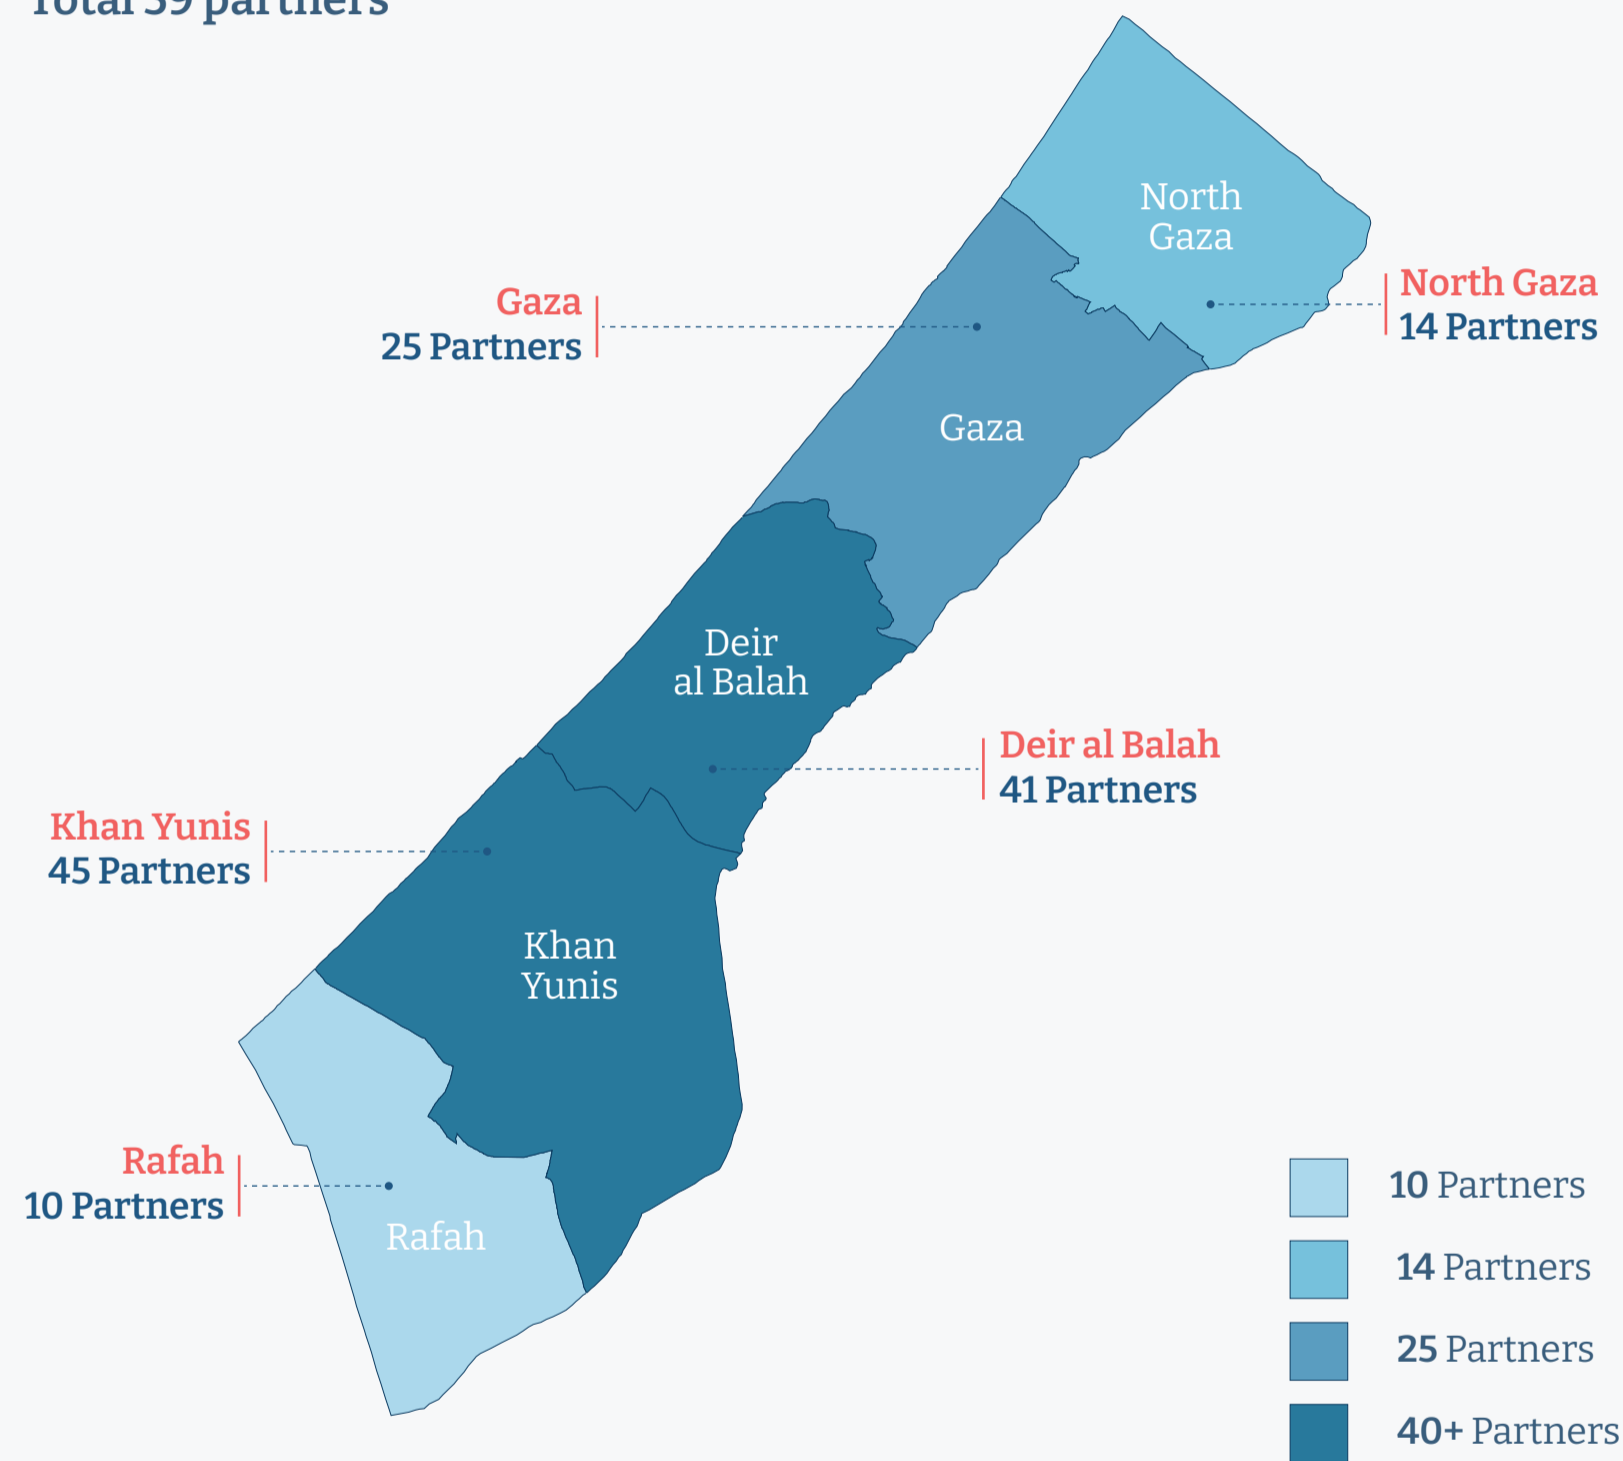 partners
North
Gaza
North Gaza
14 Partners
Gaza
25 Partners
Gaza
Deir
al Balah
Deir al Balah
41 Partners
Khan Yunis
45 Partners
Khan
Yunis
Rafah
10 Partners
Rafah
10 Partners
14 Partners
25 Partners
40+ Partners